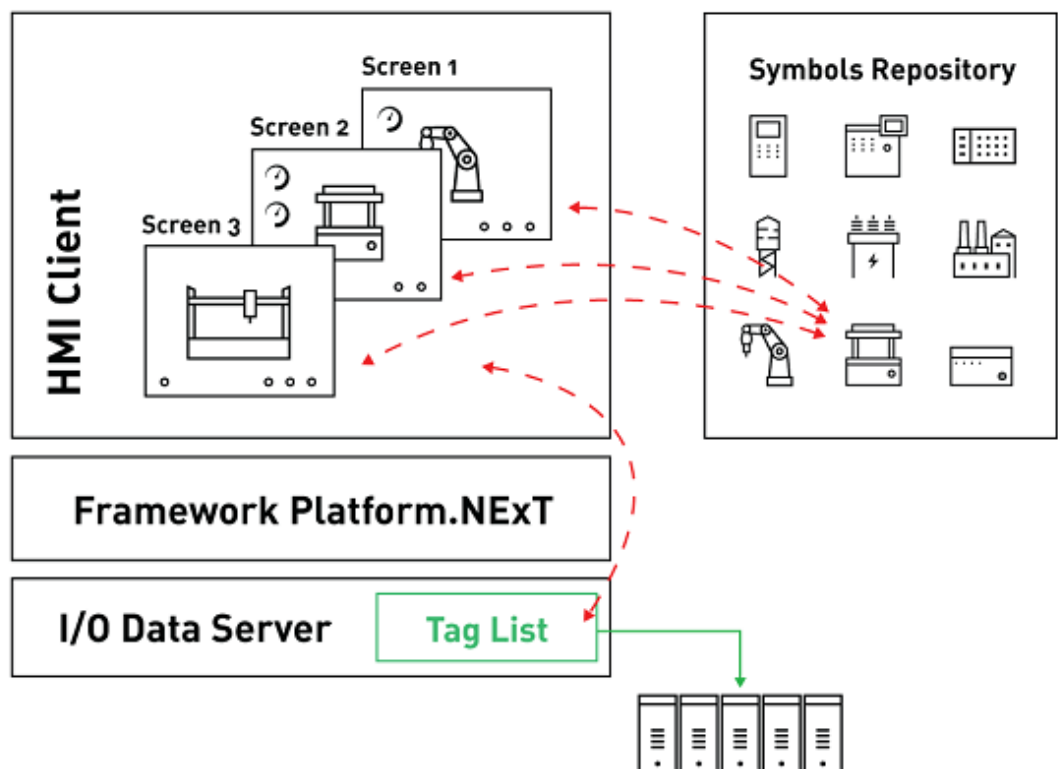 Screen 1
Symbols Repository
Screen 2
Screen 3
HMI Client
Framework Platform.NExT
I/O Data Server
Tag List